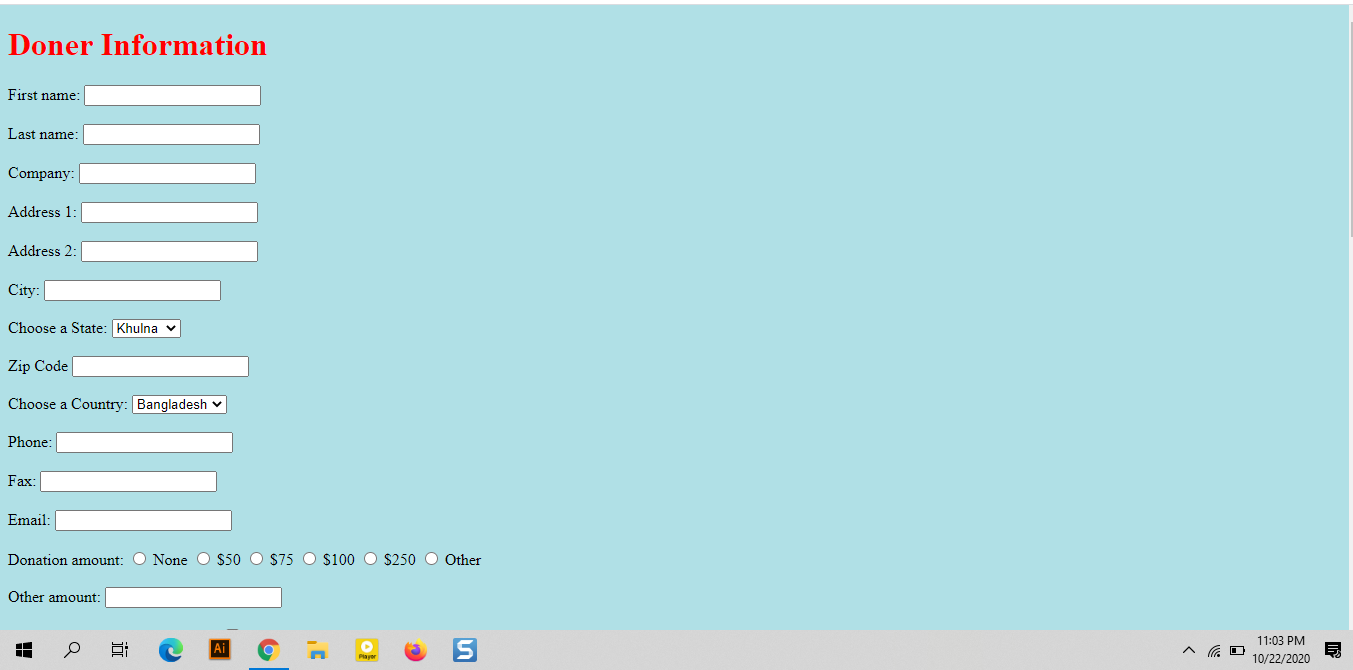 Doner Information
First name:
Last name:
Company:
Address 1:
Address 2:
City:
Choose a State: Khulna
Zip Code
Choose a Country: Bangladesh
Phone:
Fax:
Email:
Donation amount: None $50 $75 $100 $250 Other
Other amount:
Ai
Player
S
11:03 PM
10/22/2020